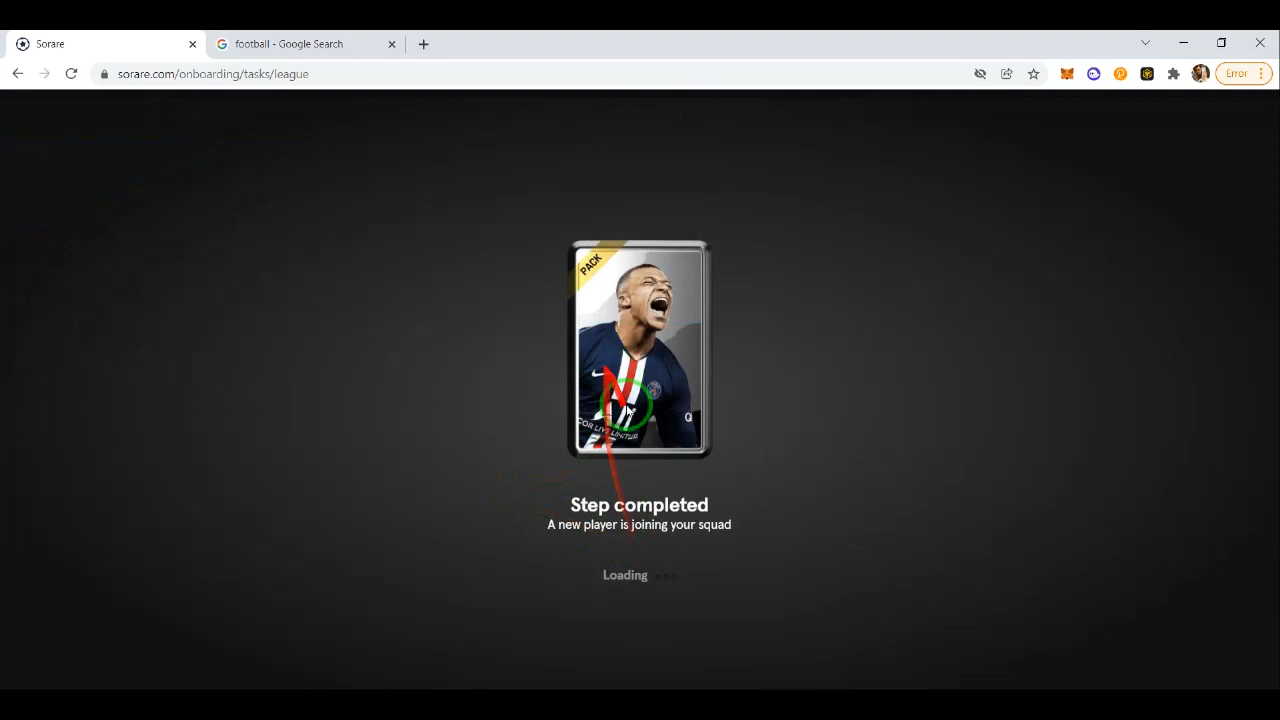 Sorare
football - Google Search
sorare.com/onboarding/tasks/league
Error
PACK
Step completed
A new player is joining your squad
Loading